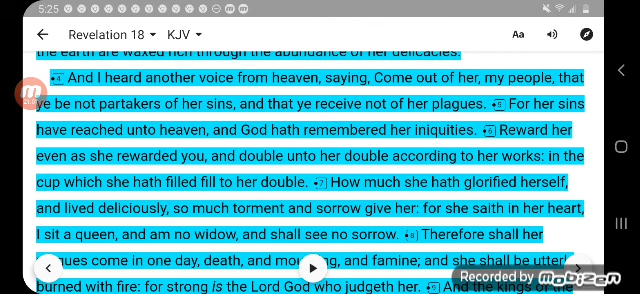 5:25
Revelation 18 KJV Aa
the earth are waxed rich through the abundance of her delicacies.
4 And I heard another voice from heaven, saying, Come out of her, my people, that
ye be not partakers of her sins, and that ye receive not of her plagues. 5 For her sins
have reached unto heaven, and God hath remembered her iniquities. 6 Reward her
even as she rewarded you, and double unto her double according to her works: in the
cup which she hath filled fill to her double. 7 How much she hath glorified herself,
and lived deliciously, so much torment and sorrow give her: for she saith in her heart,
I sit a queen, and am no widow, and shall see no sorrow. 8 Therefore shall her
come in one day, death, and and famine; and she shall be utterl
burned with fire: for strong is the Lord God who judgeth her. 9 And the kings of the
Recorded by mobizen